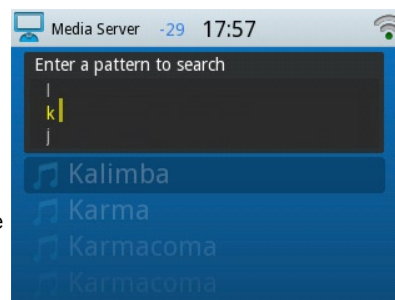 Media Server -29 17:57
Enter a pattern to search
l
k
j
Kalimba
e
Karma
Karmacoma
Karmacoma